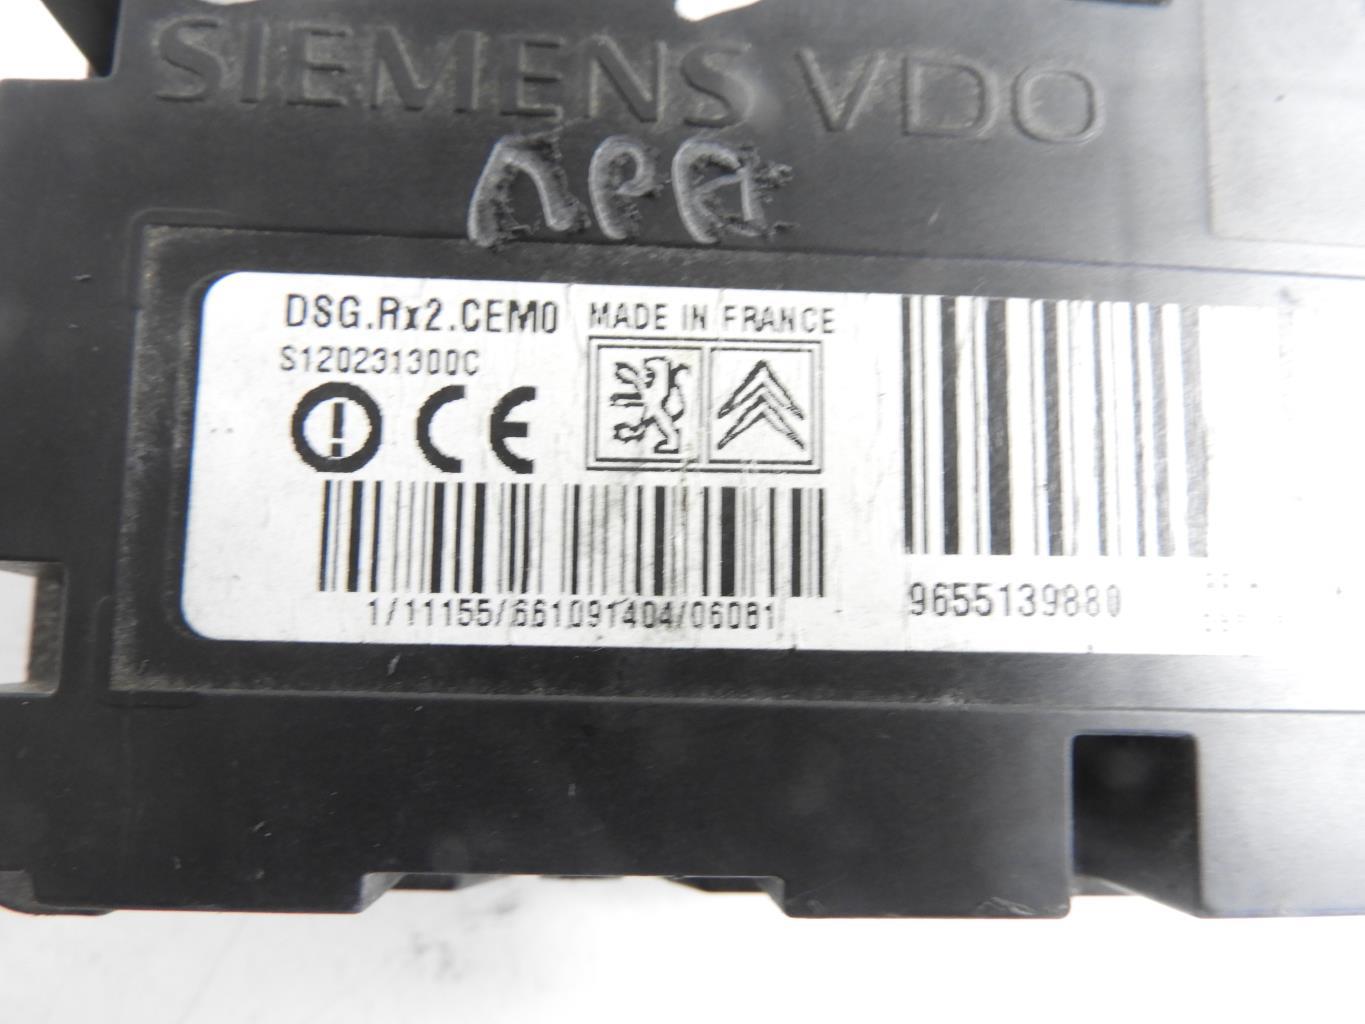 SIEMENS VDO
DSG.Rx2.CEM0 MADE IN FRANCE
S120231300C
CE
1/11155/661091404/06081
9655139880